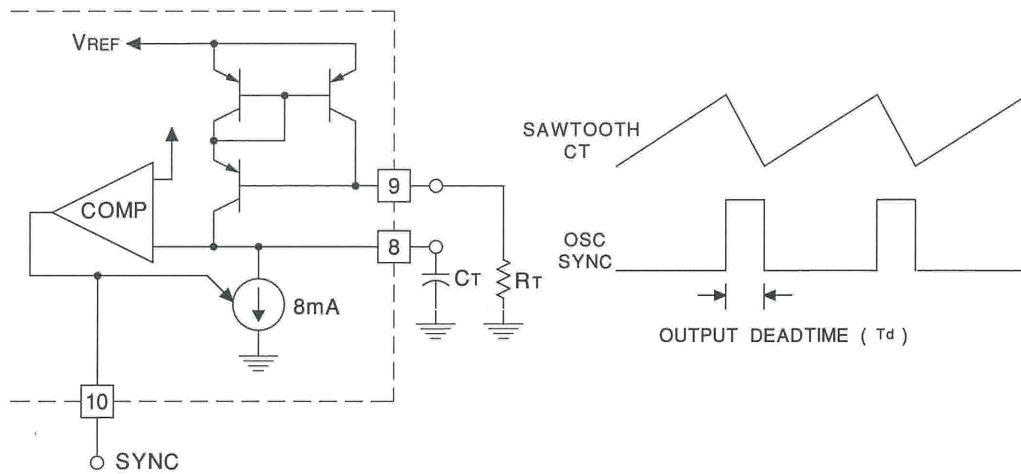 VREF
COMP
9
8
CT
RT
8mA
10
SYNC
SAWTOOTH
CT
OSC
SYNC
OUTPUT DEADTIME ( Td )